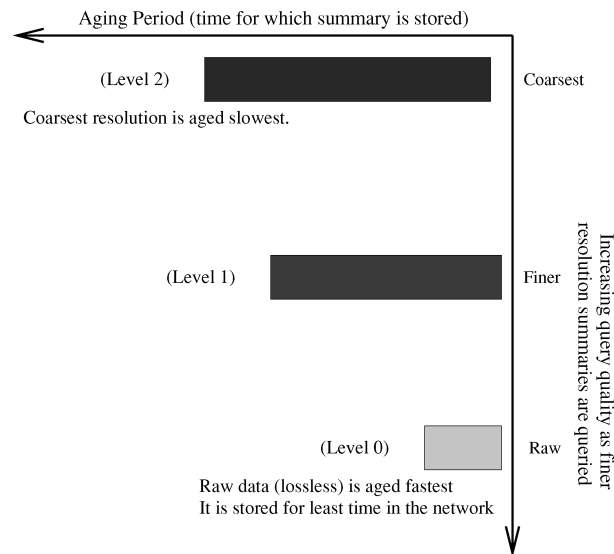 Aging Period (time for which summary is stored)
(Level 2)
Coarsest
Coarsest resolution is aged slowest.
(Level 1)
Finer
Increasing query quality as finer
resolution summaries are queried
(Level 0)
Raw
Raw data (lossless) is aged fastest
It is stored for least time in the network